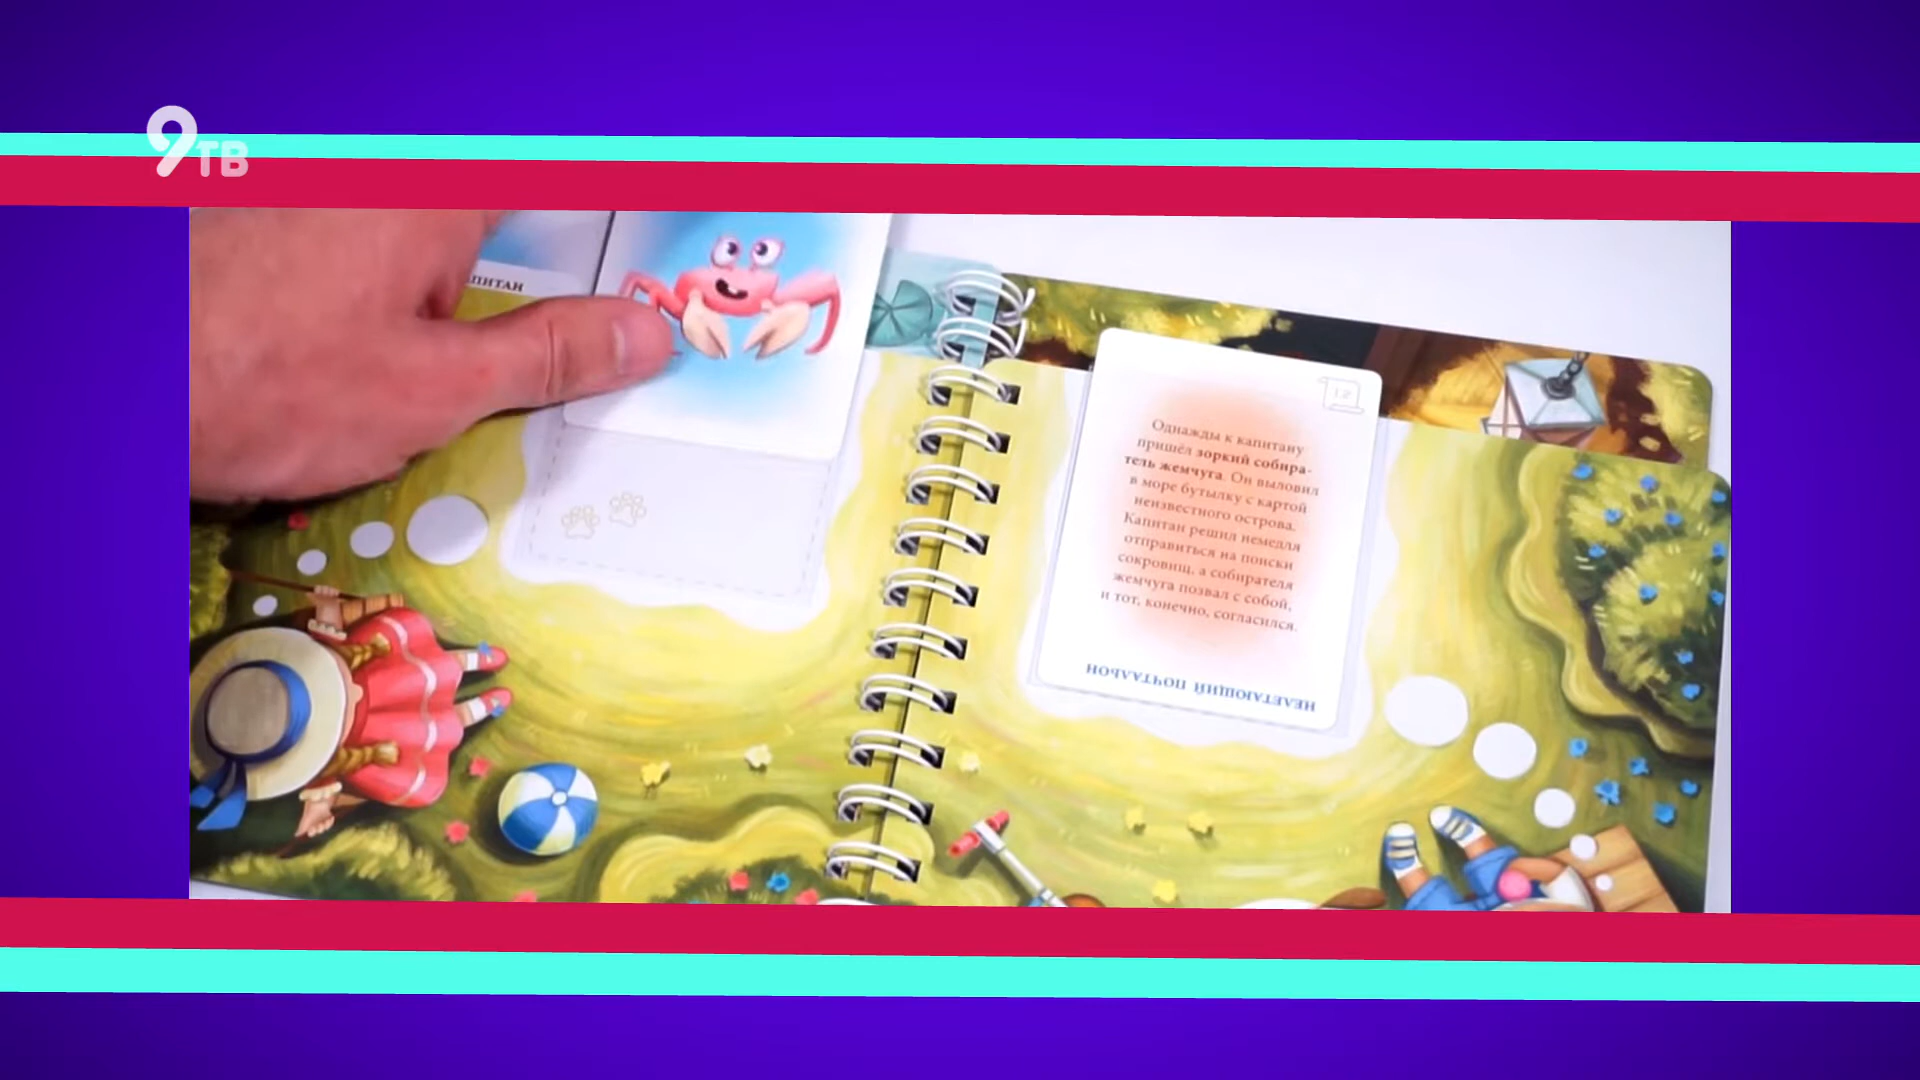 9ТВ
ПИТАН
12
Однажды к капитану
пришёл зоркий собира-
тель жемчуга. Он выловил
в море бутылку с картой
неизвестного острова.
Капитан решил немедля
отправиться на поиски
сокровищ, а собирателя
жемчуга позвал с собой,
и тот, конечно, согласился.
НЕЛЕТАЮЩИЙ ПОЧТАЛЬОН